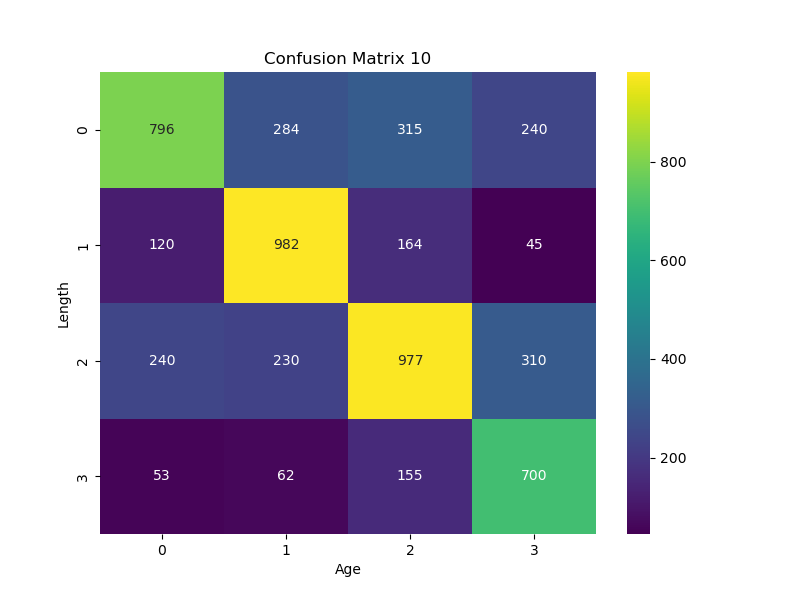 Confusion Matrix 10
0 796 284 315 240
1 120 982 164 45
2 240 230 977 310
3 53 62 155 700
0 1 2 3
Length
Age
800
600
400
200